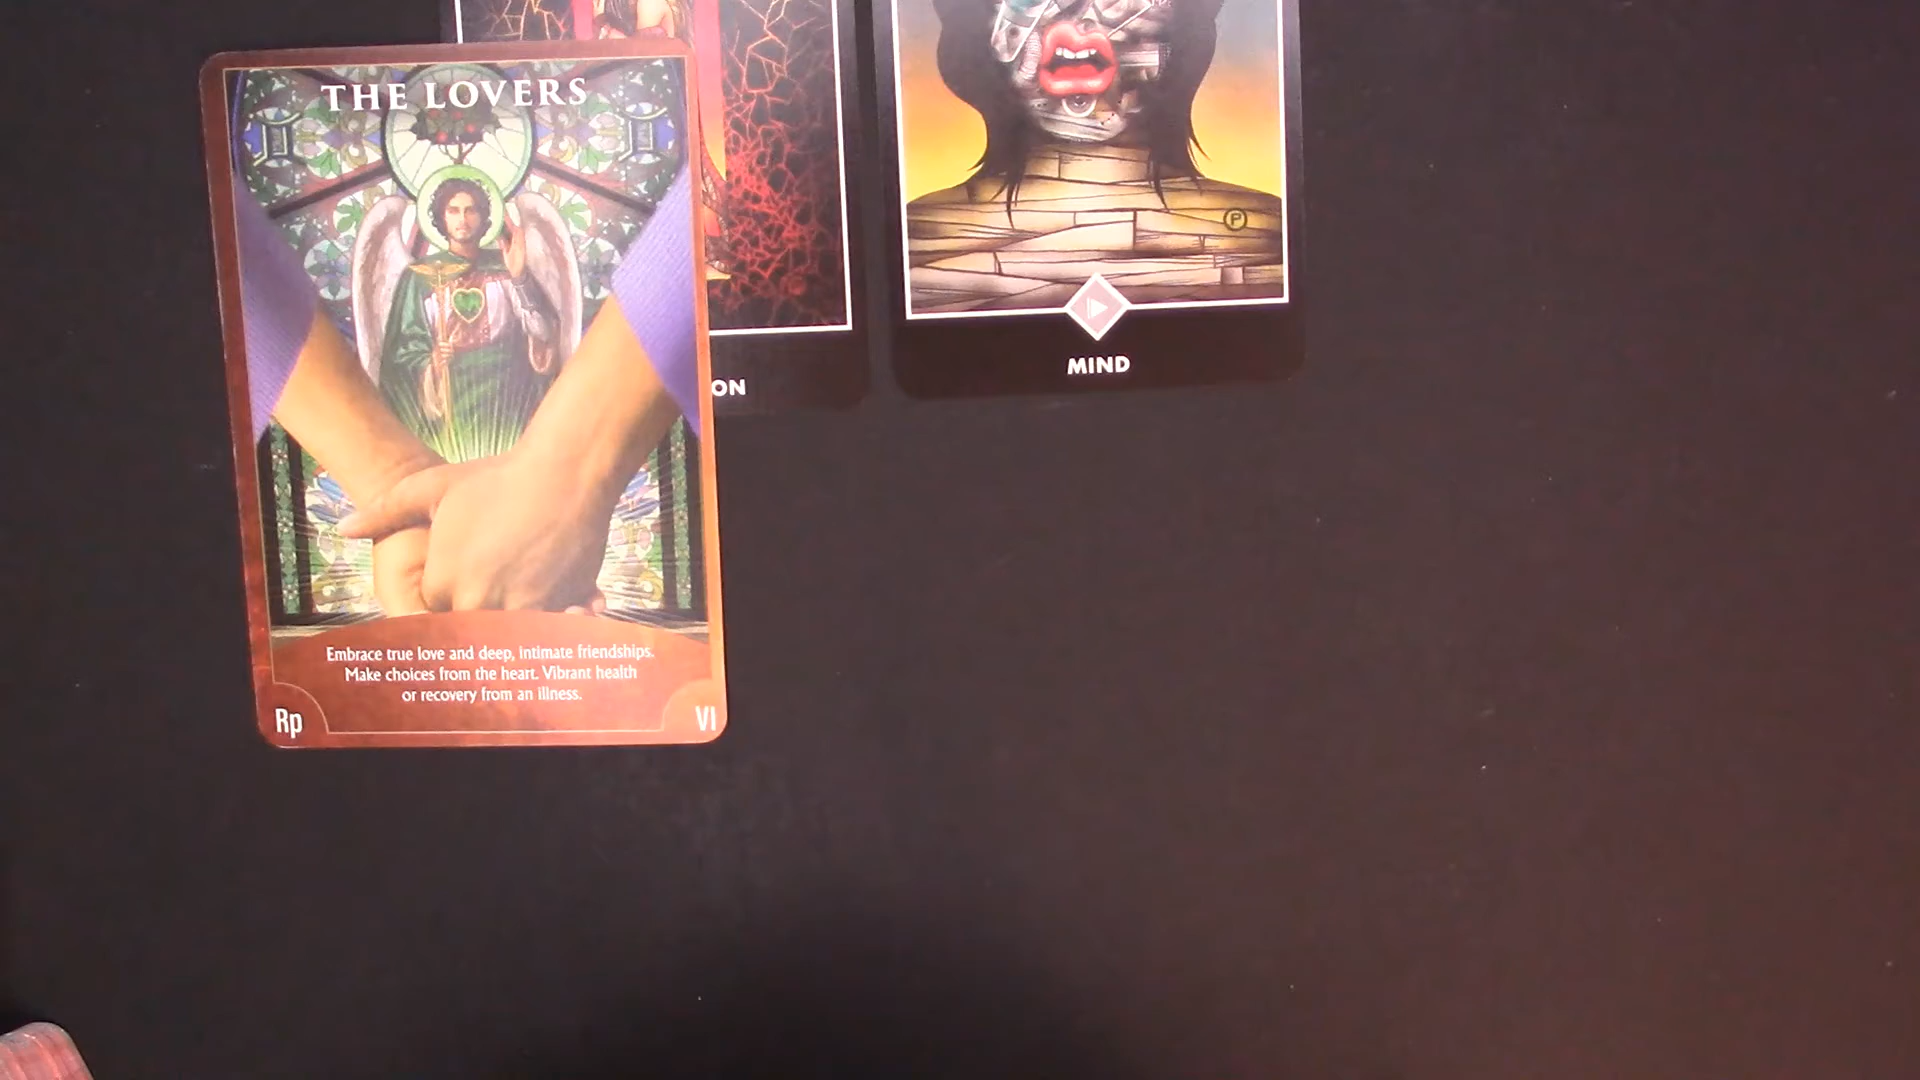 THE LOVERS
Embrace true love and deep, intimate friendships.
Make choices from the heart. Vibrant health
or recovery from an illness.
Rp
VI
ON
MIND
P